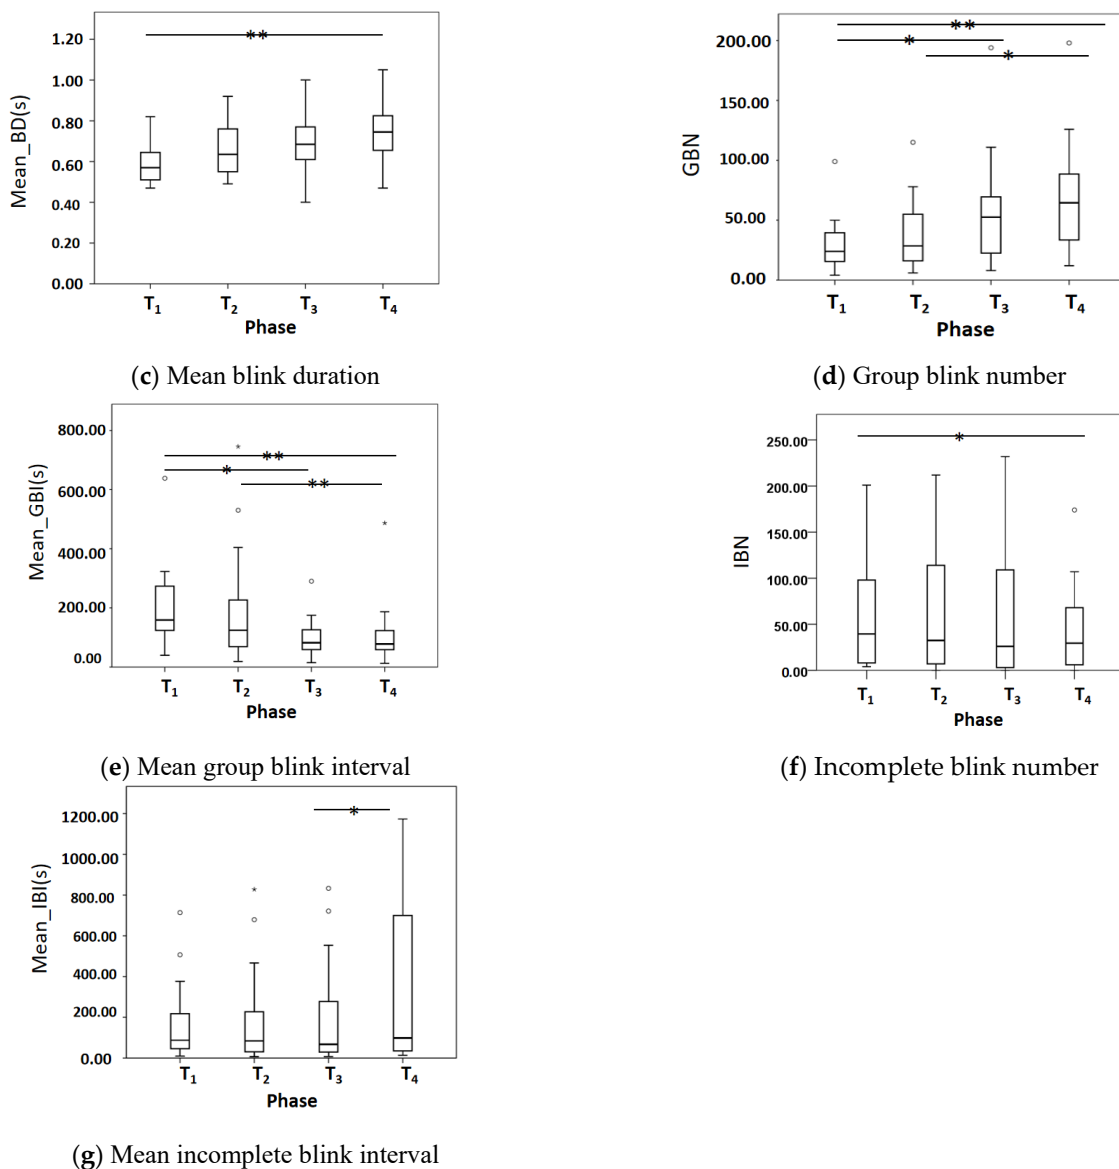 **
1.20
1.00
0.80
0.60
0.40
0.20
0.00
Mean_BD(s)
T₁ T₂ T₃ T₄
Phase
(c) Mean blink duration
**
*
*
200.00
150.00
100.00
50.00
0.00
GBN
T₁ T₂ T₃ T₄
Phase
(d) Group blink number
800.00
600.00
400.00
200.00
0.00
Mean_GBI(s)
*
**
*
**
*
T₁ T₂ T₃ T₄
Phase
(e) Mean group blink interval
*
250.00
200.00
150.00
100.00
50.00
0.00
IBN
T₁ T₂ T₃ T₄
Phase
(f) Incomplete blink number
1200.00
1000.00
800.00
600.00
400.00
200.00
0.00
Mean_IBI(s)
*
*
T₁ T₂ T₃ T₄
Phase
(g) Mean incomplete blink interval